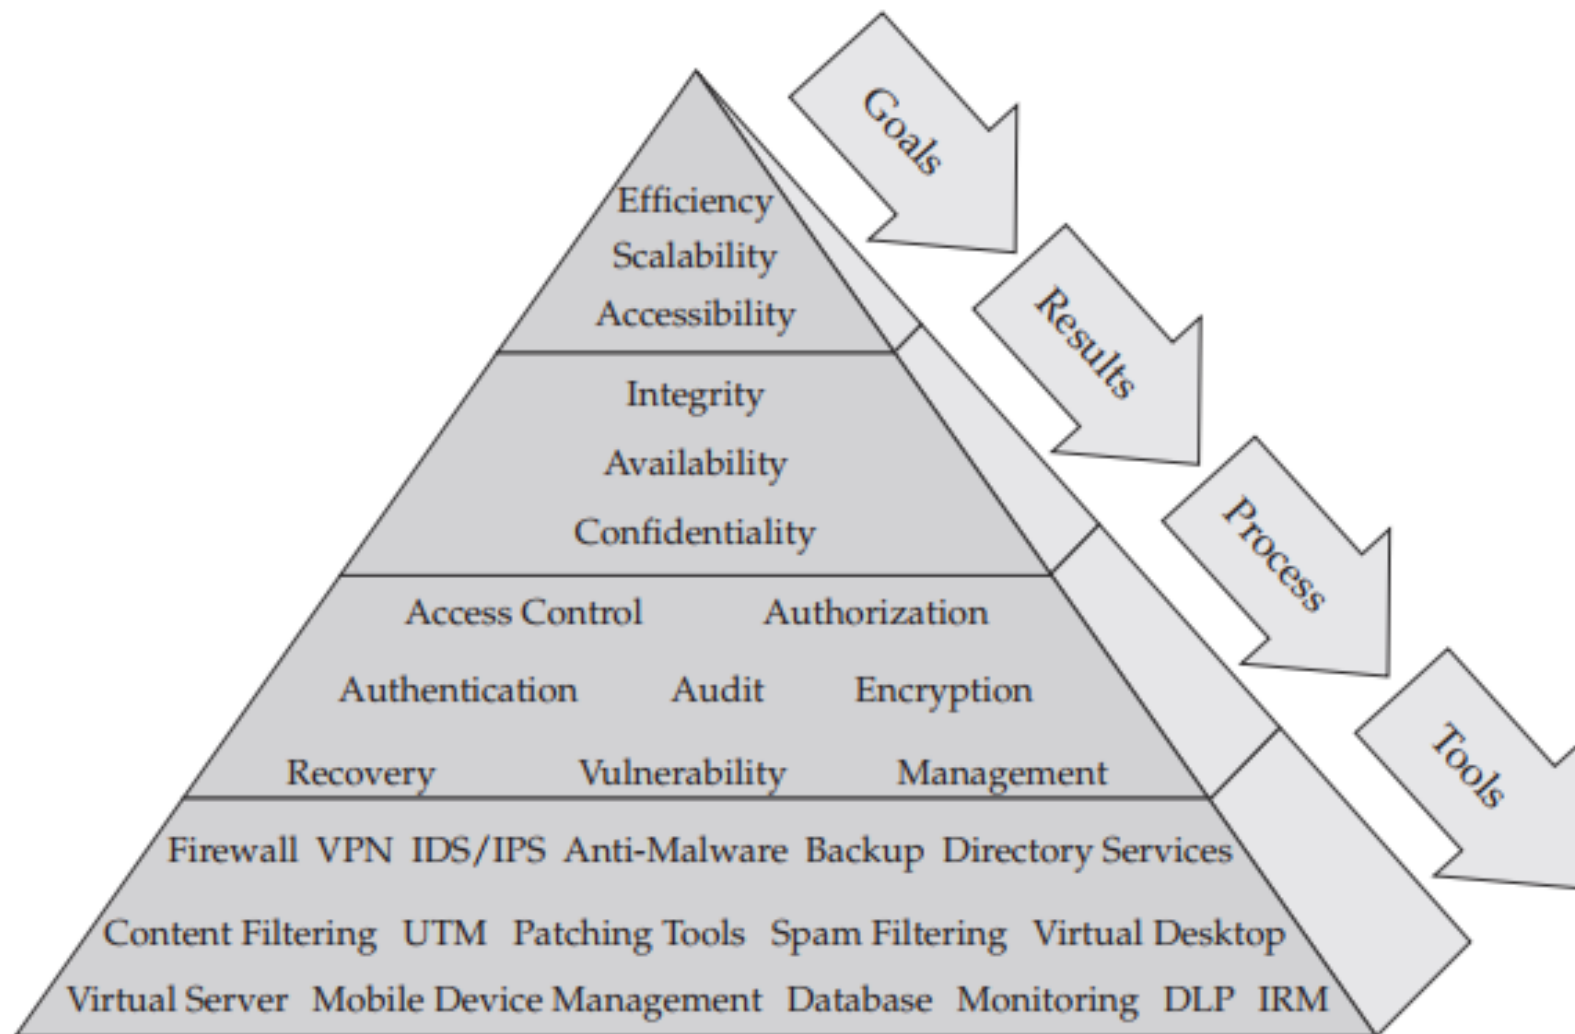 Goals
Efficiency
Scalability
Accessibility
Results
Integrity
Availability
Confidentiality
Process
Access Control Authorization
Authentication Audit Encryption
Recovery Vulnerability Management
Tools
Firewall VPN IDS/IPS Anti-Malware Backup Directory Services
Content Filtering UTM Patching Tools Spam Filtering Virtual Desktop
Virtual Server Mobile Device Management Database Monitoring DLP IRM